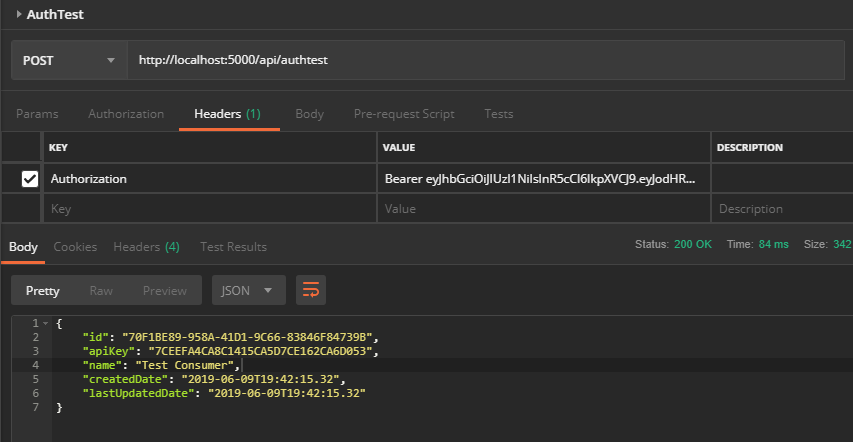 AuthTest
POST http://localhost:5000/api/authtest
Params Authorization Headers (1) Body Pre-request Script Tests
KEY VALUE DESCRIPTION
Authorization Bearer eyJhbGciOiJIUzI1NiIsInR5cCI6IkpXVCJ9.eyJodHR...
Key Value Description
Body Cookies Headers (4) Test Results Status: 200 OK Time: 84 ms Size: 342
Pretty Raw Preview JSON
1 {
2 "id": "70F1BE89-958A-41D1-9C66-83846F84739B",
3 "apiKey": "7CEEFA4CA8C1415CA5D7CE162CA6D053",
4 "name": "Test Consumer",
5 "createdDate": "2019-06-09T19:42:15.32",
6 "lastUpdatedDate": "2019-06-09T19:42:15.32"
7 }